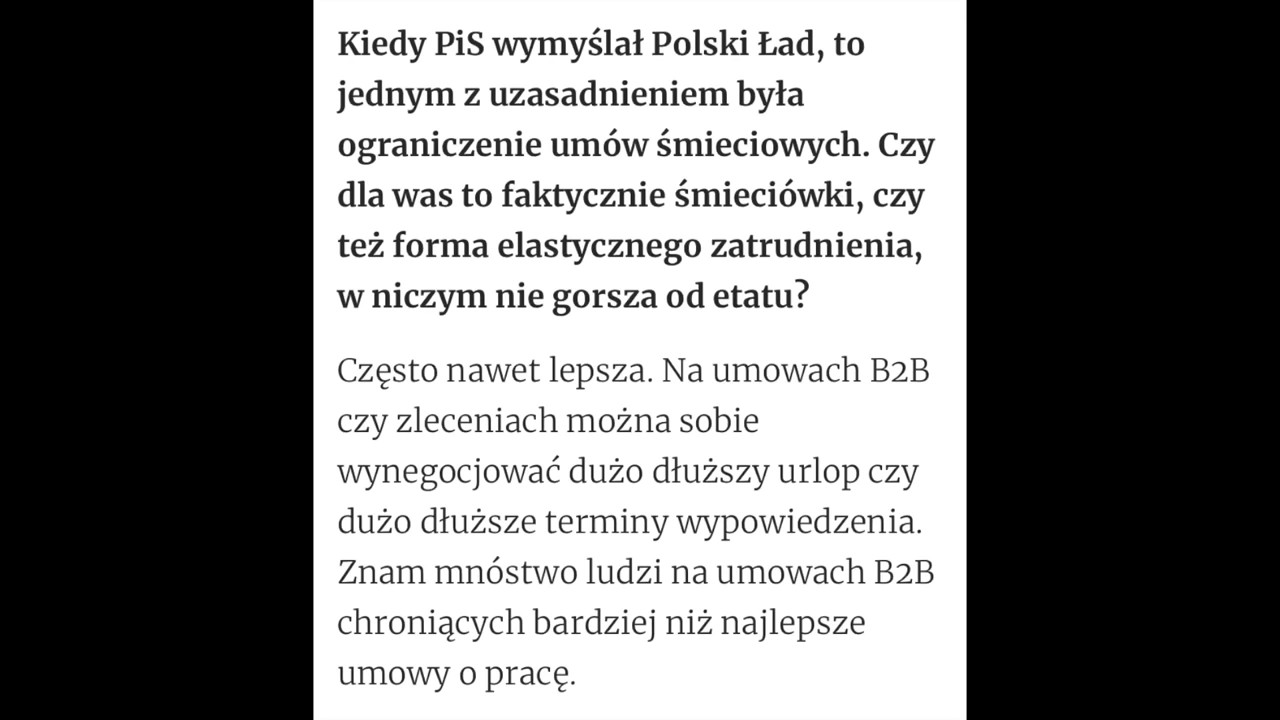 Kiedy PiS wymyślał Polski Ład, to
jednym z uzasadnieniem była
ograniczenie umów śmieciowych. Czy
dla was to faktycznie śmieciówki, czy
też forma elastycznego zatrudnienia,
w niczym nie gorsza od etatu?
Często nawet lepsza. Na umowach B2B
czy zleceniach można sobie
wynegocjować dużo dłuższy urlop czy
dużo dłuższe terminy wypowiedzenia.
Znam mnóstwo ludzi na umowach B2B
chroniących bardziej niż najlepsze
umowy o pracę.